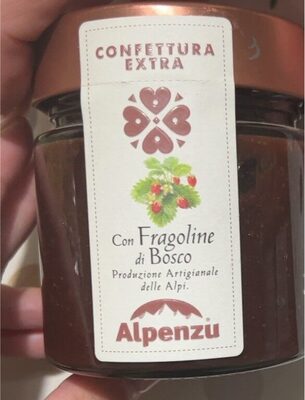 CONFETTURA
EXTRA
Con Fragoline
di Bosco
Produzione Artigianale
delle Alpi.
Alpenzu